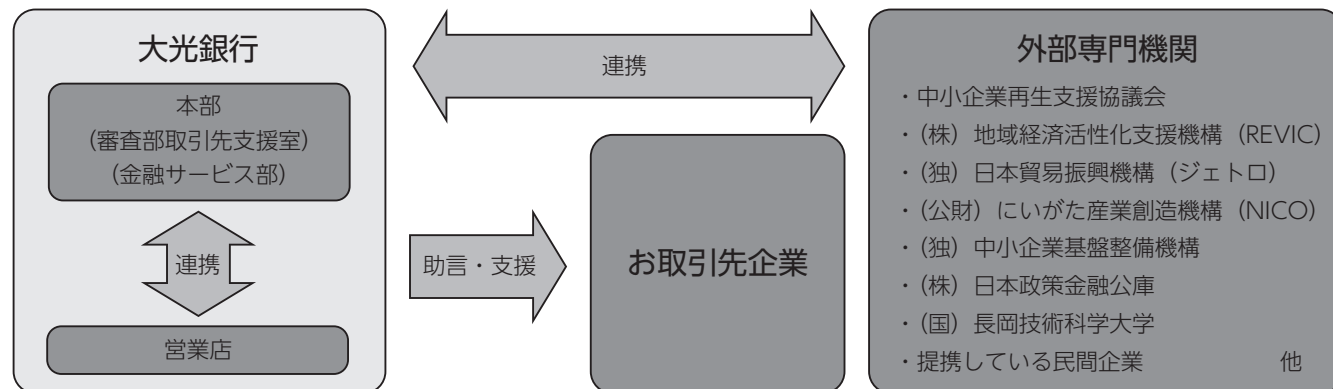 大光銀行
本部
（審査部取引先支援室）
（金融サービス部）
連携
営業店
連携
助言・支援
お取引先企業
外部専門機関
・中小企業再生支援協議会
・（株）地域経済活性化支援機構（REVIC）
・（独）日本貿易振興機構（ジェトロ）
・（公財）にいがた産業創造機構（NICO）
・（独）中小企業基盤整備機構
・（株）日本政策金融公庫
・（国）長岡技術科学大学
・提携している民間企業　　　　　他